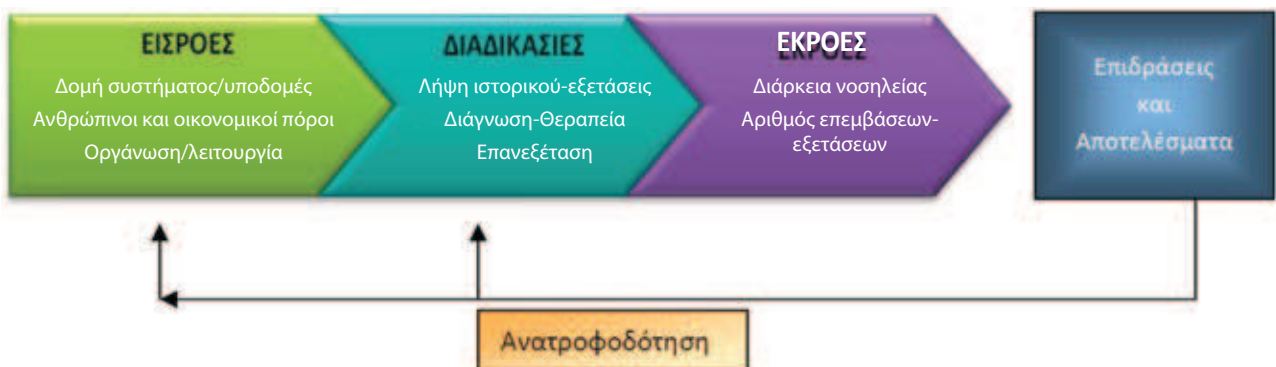 ΕΙΣΡΟΕΣ
Δομή συστήματος/υποδομές
Ανθρώπινοι και οικονομικοί πόροι
Οργάνωση/λειτουργία
ΔΙΑΔΙΚΑΣΙΕΣ
Λήψη ιστορικού-εξετάσεις
Διάγνωση-Θεραπεία
Επανεξέταση
ΕΚΡΟΕΣ
Διάρκεια νοσηλείας
Αριθμός επεμβάσεων-
εξετάσεων
Επιδράσεις
και
Αποτελέσματα
Ανατροφοδότηση